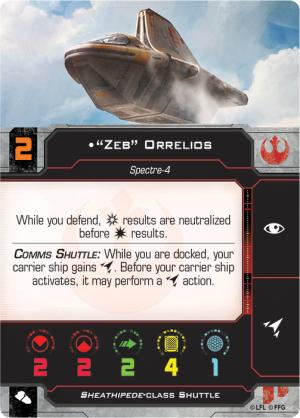 2
•"Zeb" Orrelios
Spectre-4
While you defend, results are neutralized
before results.
Comms Shuttle: While you are docked, your
carrier ship gains . Before your carrier ship
activates, it may perform a action.
2 2 2 4 1
Sheathipede-class Shuttle
©LFL ©FFG